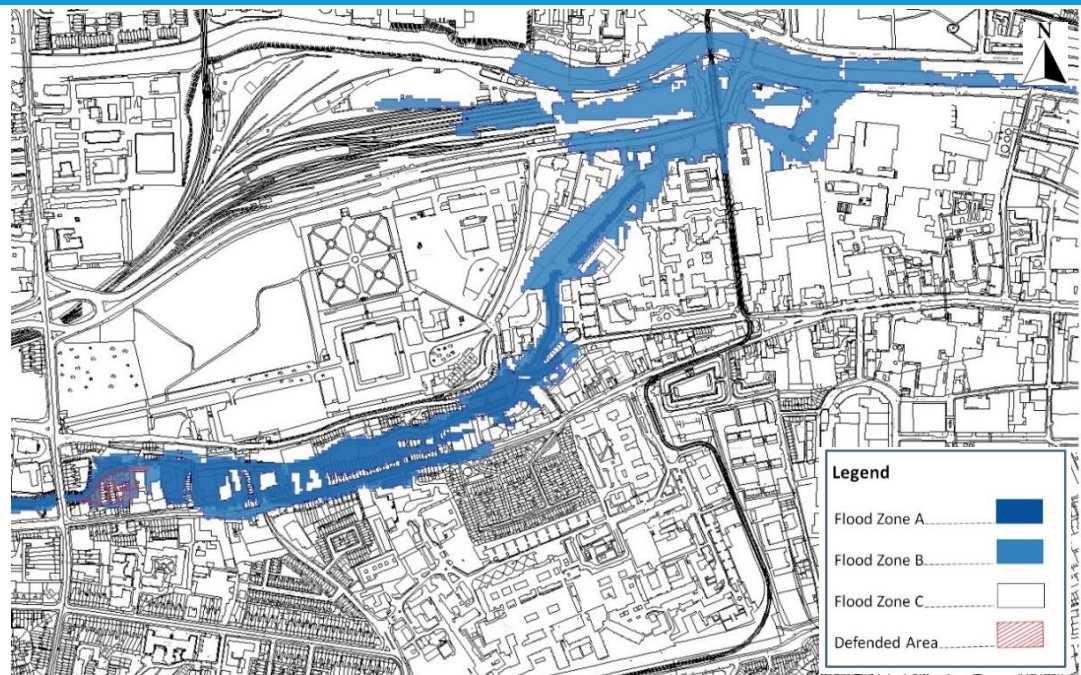 N
Legend
Flood Zone A
Flood Zone B
Flood Zone C
Defended Area